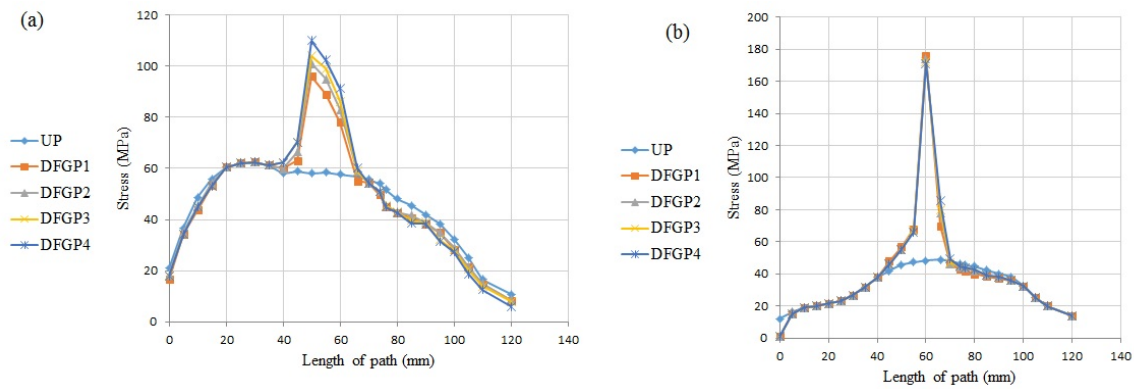 (a)
120
100
80
60
40
20
0
0 20 40 60 80 100 120 140
Stress (MPa)
Length of path (mm)
UP
DFGP1
DFGP2
DFGP3
DFGP4
(b)
200
180
160
140
120
100
80
60
40
20
0
0 20 40 60 80 100 120 140
Stress (MPa)
Length of path (mm)
UP
DFGP1
DFGP2
DFGP3
DFGP4